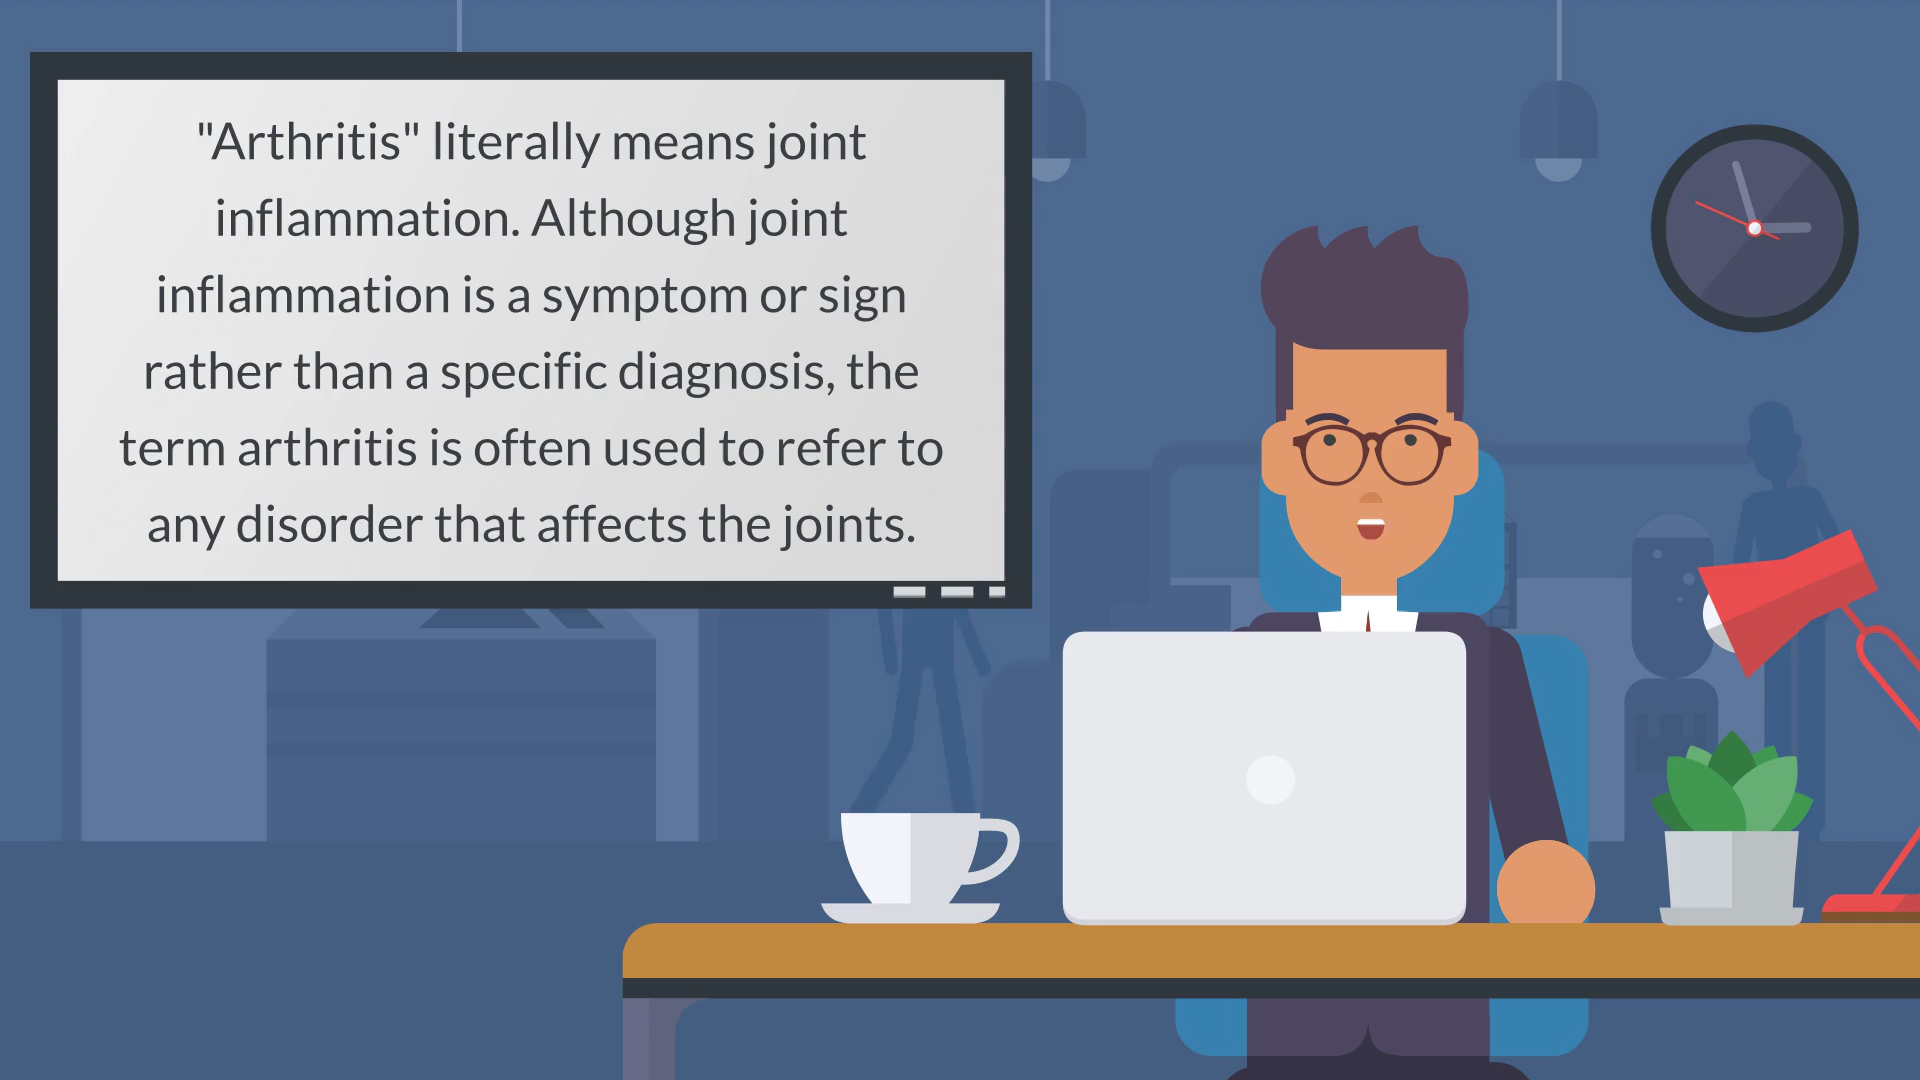 "Arthritis" literally means joint
inflammation. Although joint
inflammation is a symptom or sign
rather than a specific diagnosis, the
term arthritis is often used to refer to
any disorder that affects the joints.